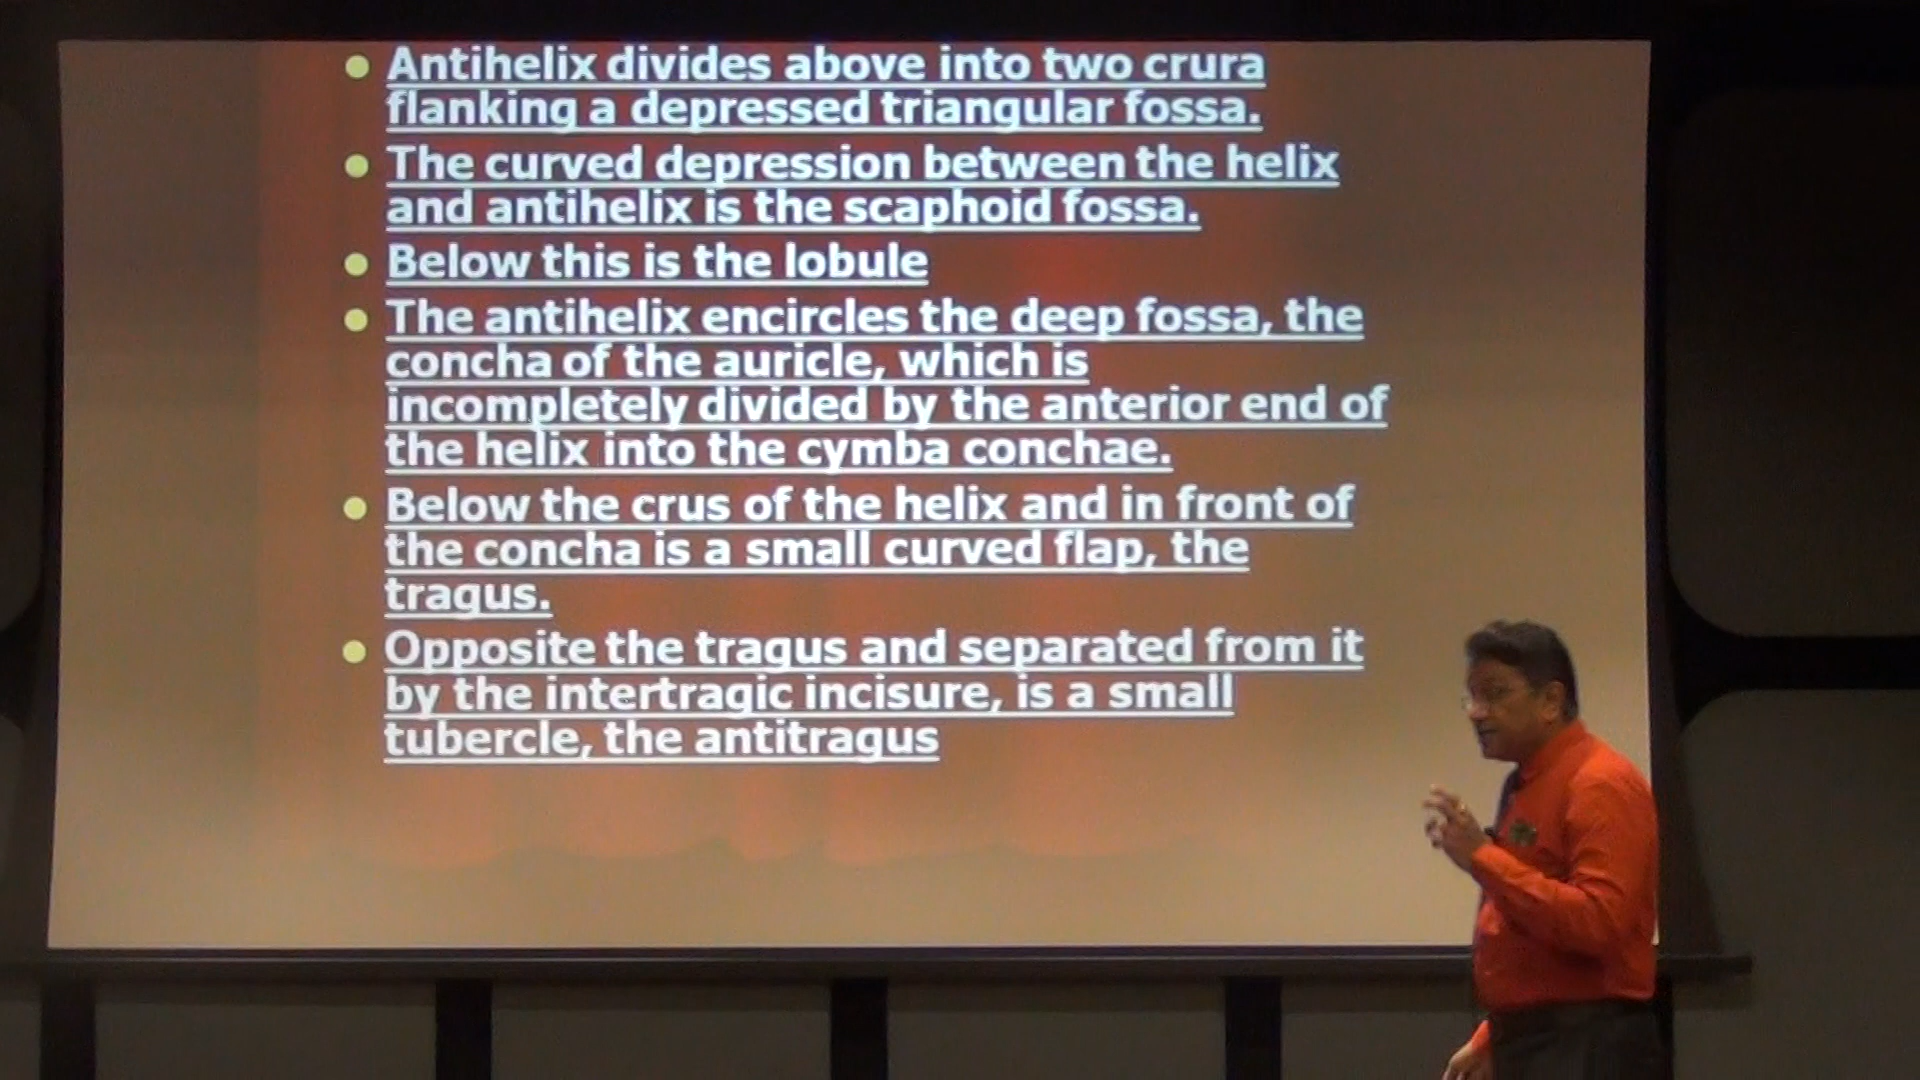 Antihelix divides above into two crura
flanking a depressed triangular fossa.
The curved depression between the helix
and antihelix is the scaphoid fossa.
Below this is the lobule
The antihelix encircles the deep fossa, the
concha of the auricle, which is
incompletely divided by the anterior end of
the helix into the cymba conchae.
Below the crus of the helix and in front of
the concha is a small curved flap, the
tragus.
Opposite the tragus and separated from it
by the intertragic incisure, is a small
tubercle, the antitragus